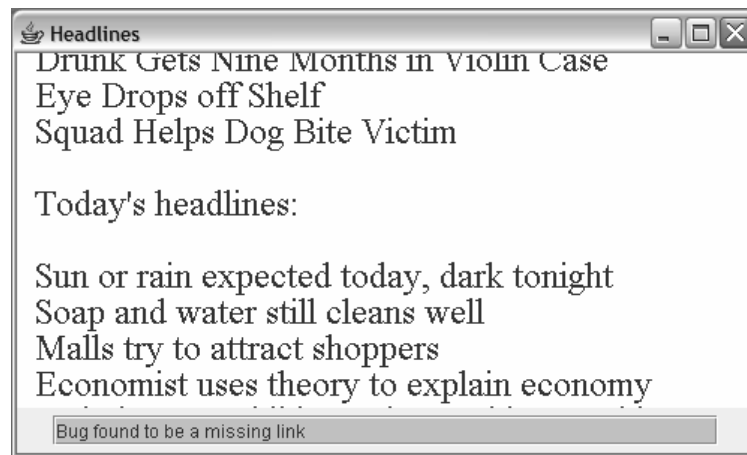 Headlines
Drunk Gets Nine Months in Violin Case
Eye Drops off Shelf
Squad Helps Dog Bite Victim
Today's headlines:
Sun or rain expected today, dark tonight
Soap and water still cleans well
Malls try to attract shoppers
Economist uses theory to explain economy
Bug found to be a missing link